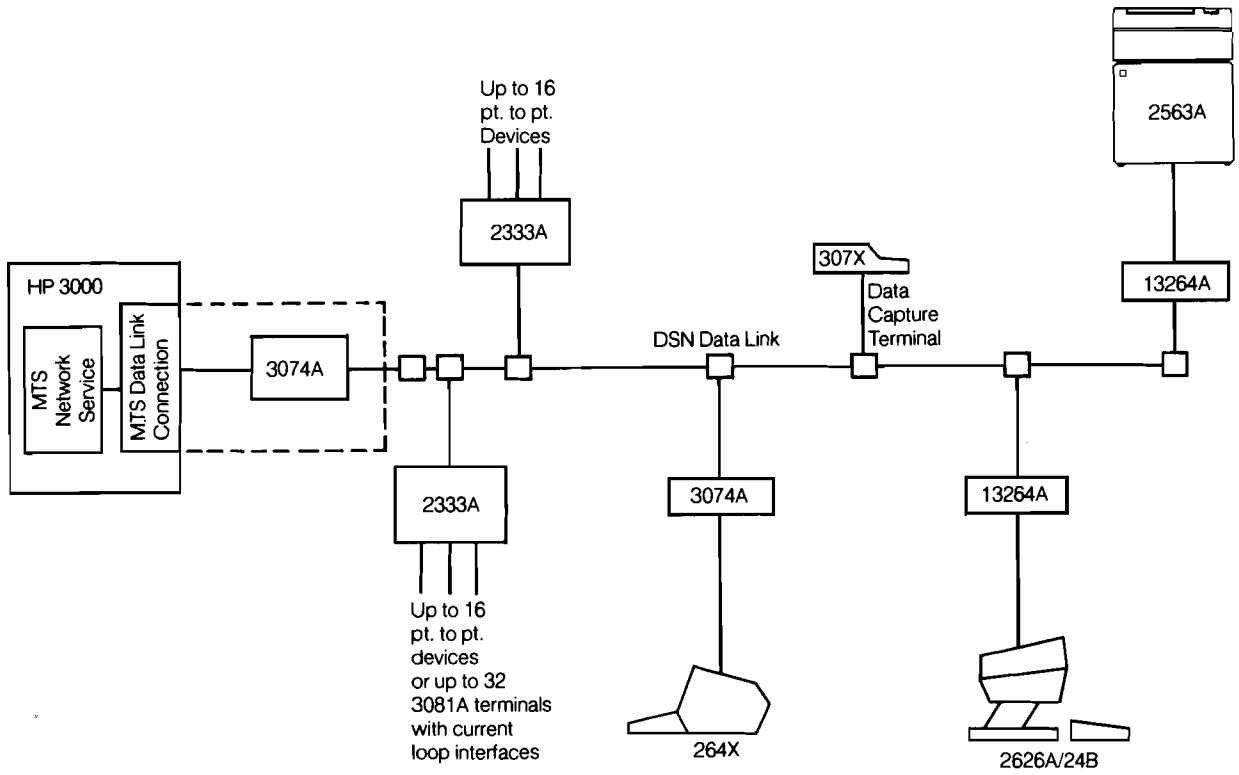 Up to 16
pt. to pt.
Devices
2333A
2563A
307X
Data
Capture
Terminal
13264A
HP 3000
MTS
Network
Service
MTS Data Link
Connection
3074A
DSN Data Link
2333A
3074A
13264A
Up to 16
pt. to pt.
devices
or up to 32
3081A terminals
with current
loop interfaces
264X
2626A/24B